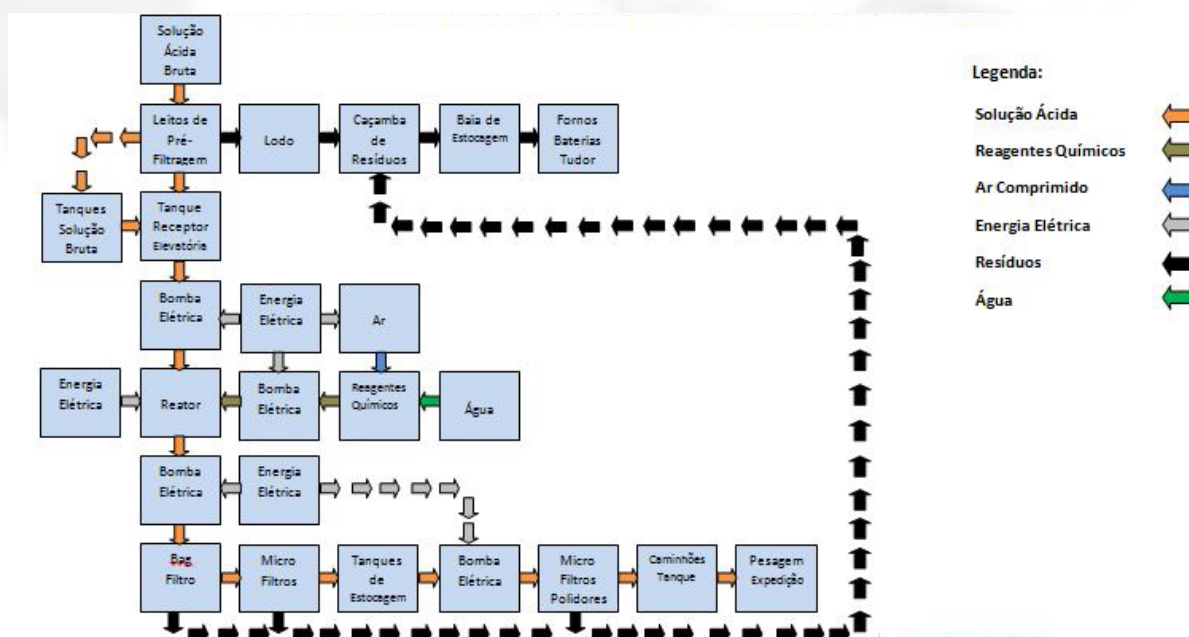 Solução
Ácida
Bruta
Legenda:
Solução Ácida
Reagentes Químicos
Ar Comprimido
Energia Elétrica
Resíduos
Água
Leitos de
Pré-
Filtragem
Lodo
Caçamba
de
Resíduos
Baia de
Estocagem
Fornos
Baterias
Tudor
Tanques
Solução
Bruta
Tanque
Receptor
Elevatória
Bomba
Elétrica
Energia
Elétrica
Ar
Energia
Elétrica
Reator
Bomba
Elétrica
Reagentes
Químicos
Água
Bomba
Elétrica
Energia
Elétrica
Bag
Filtro
Micro
Filtros
Tanques
de
Estocagem
Bomba
Elétrica
Micro
Filtros
Polidores
Caminhões
Tanque
Pesagem
Expedição